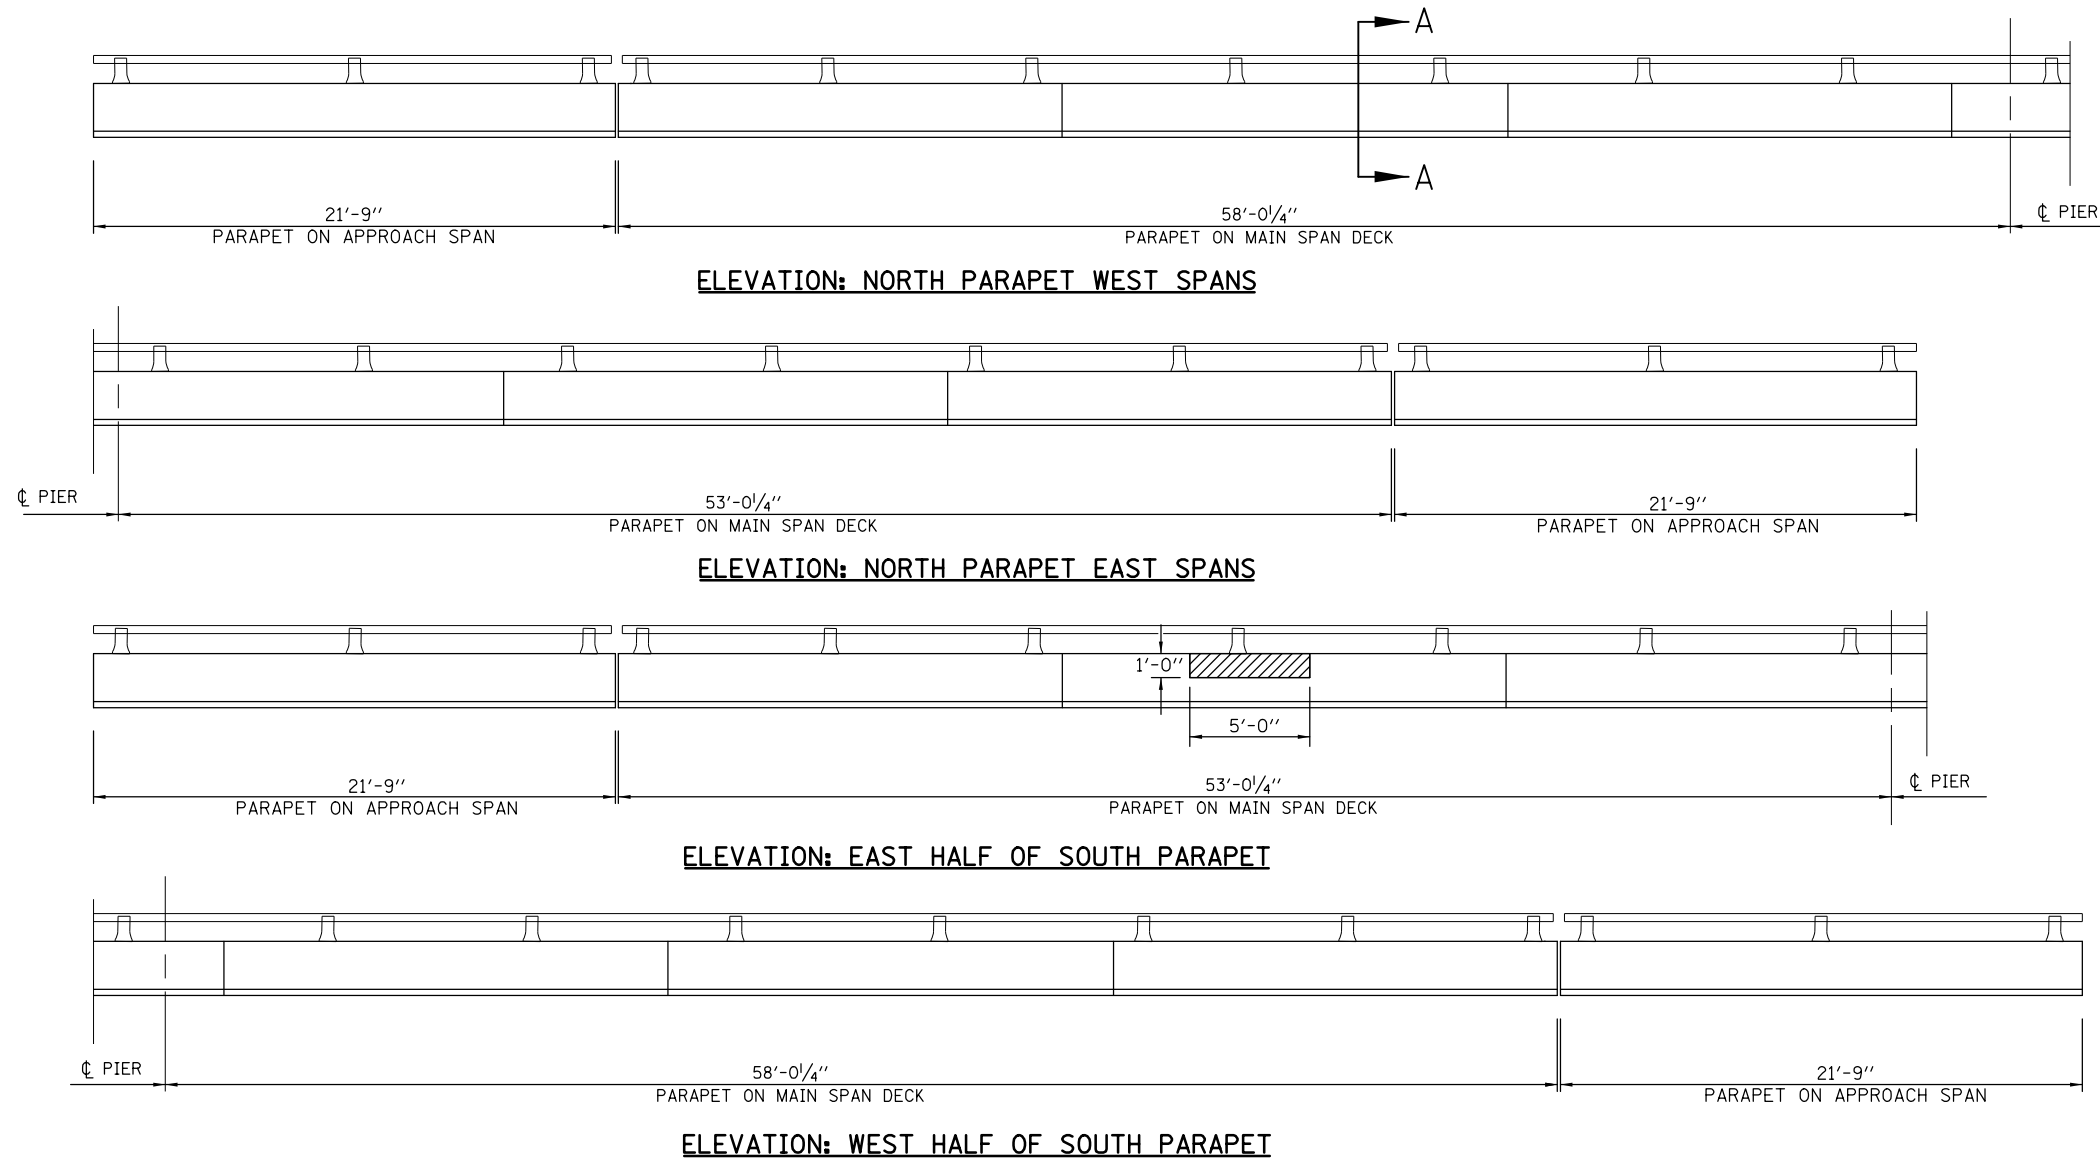 A
A
21'-9''
PARAPET ON APPROACH SPAN
58'-0¼''
PARAPET ON MAIN SPAN DECK
℄ PIER
ELEVATION: NORTH PARAPET WEST SPANS
℄ PIER
53'-0¼''
PARAPET ON MAIN SPAN DECK
21'-9''
PARAPET ON APPROACH SPAN
ELEVATION: NORTH PARAPET EAST SPANS
1'-0''
5'-0''
21'-9''
PARAPET ON APPROACH SPAN
53'-0¼''
PARAPET ON MAIN SPAN DECK
℄ PIER
ELEVATION: EAST HALF OF SOUTH PARAPET
℄ PIER
58'-0¼''
PARAPET ON MAIN SPAN DECK
21'-9''
PARAPET ON APPROACH SPAN
ELEVATION: WEST HALF OF SOUTH PARAPET